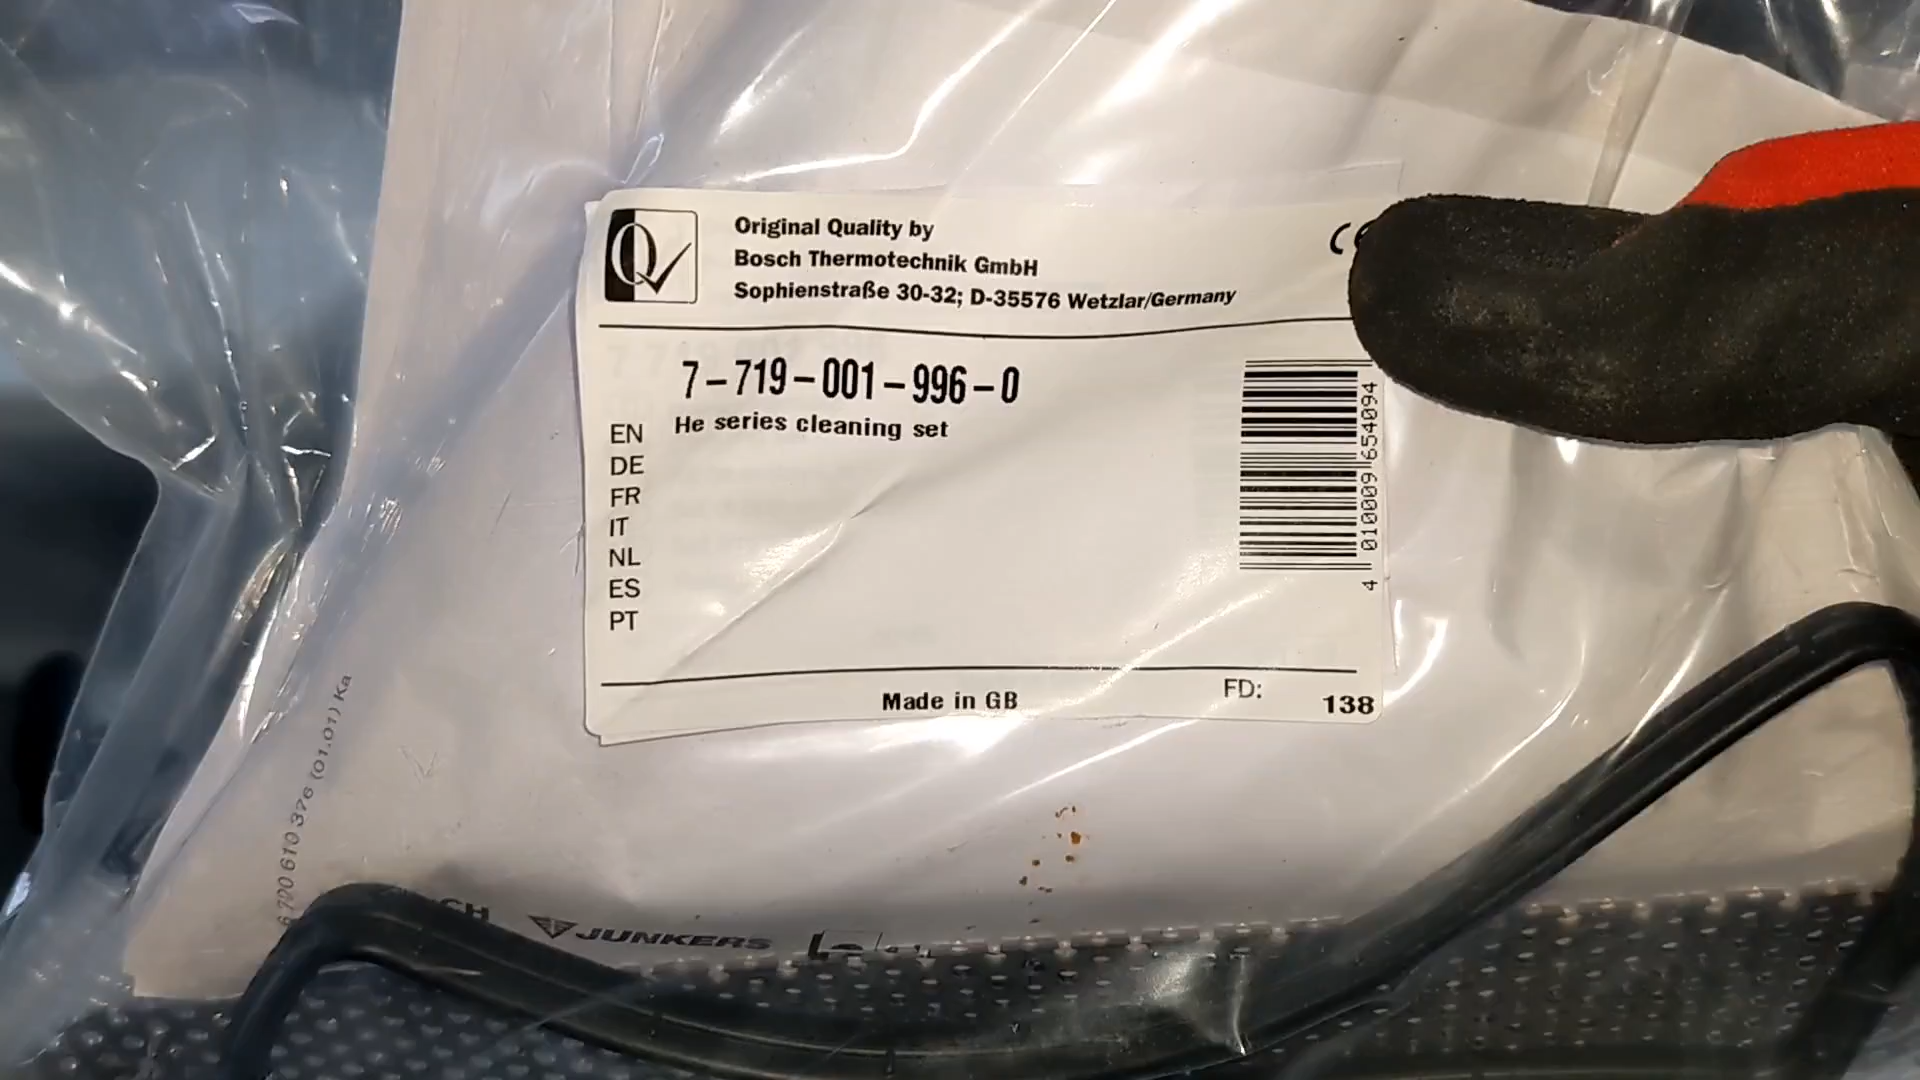 Original Quality by
Bosch Thermotechnik GmbH
Sophienstraße 30-32; D-35576 Wetzlar/Germany
7-719-001-996-0
EN He series cleaning set
DE
FR
IT
NL
ES
PT
4 010009 654094
Made in GB FD: 138
6 720 610 376 (01.01) Ka
JUNKERS